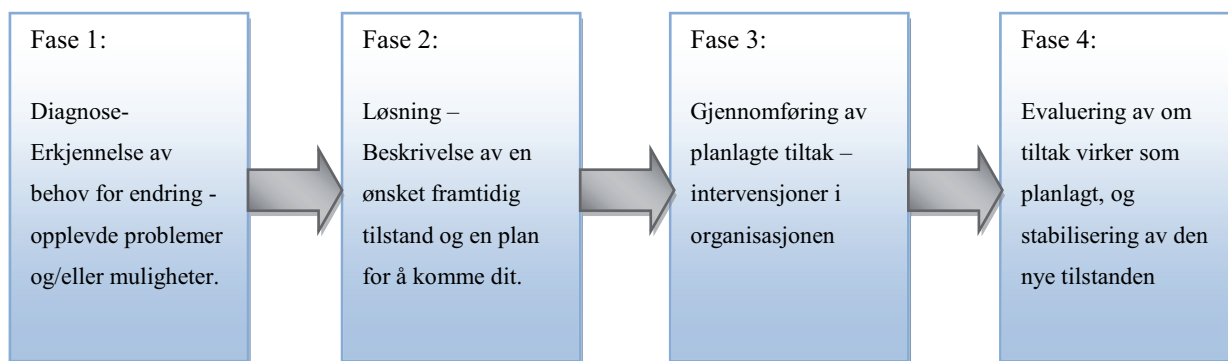 Fase 1:
Diagnose-
Erkjennelse av
behov for endring -
opplevde problemer
og/eller muligheter.
Fase 2:
Løsning –
Beskrivelse av en
ønsket framtidig
tilstand og en plan
for å komme dit.
Fase 3:
Gjennomføring av
planlagte tiltak –
intervensjoner i
organisasjonen
Fase 4:
Evaluering av om
tiltak virker som
planlagt, og
stabilisering av den
nye tilstanden